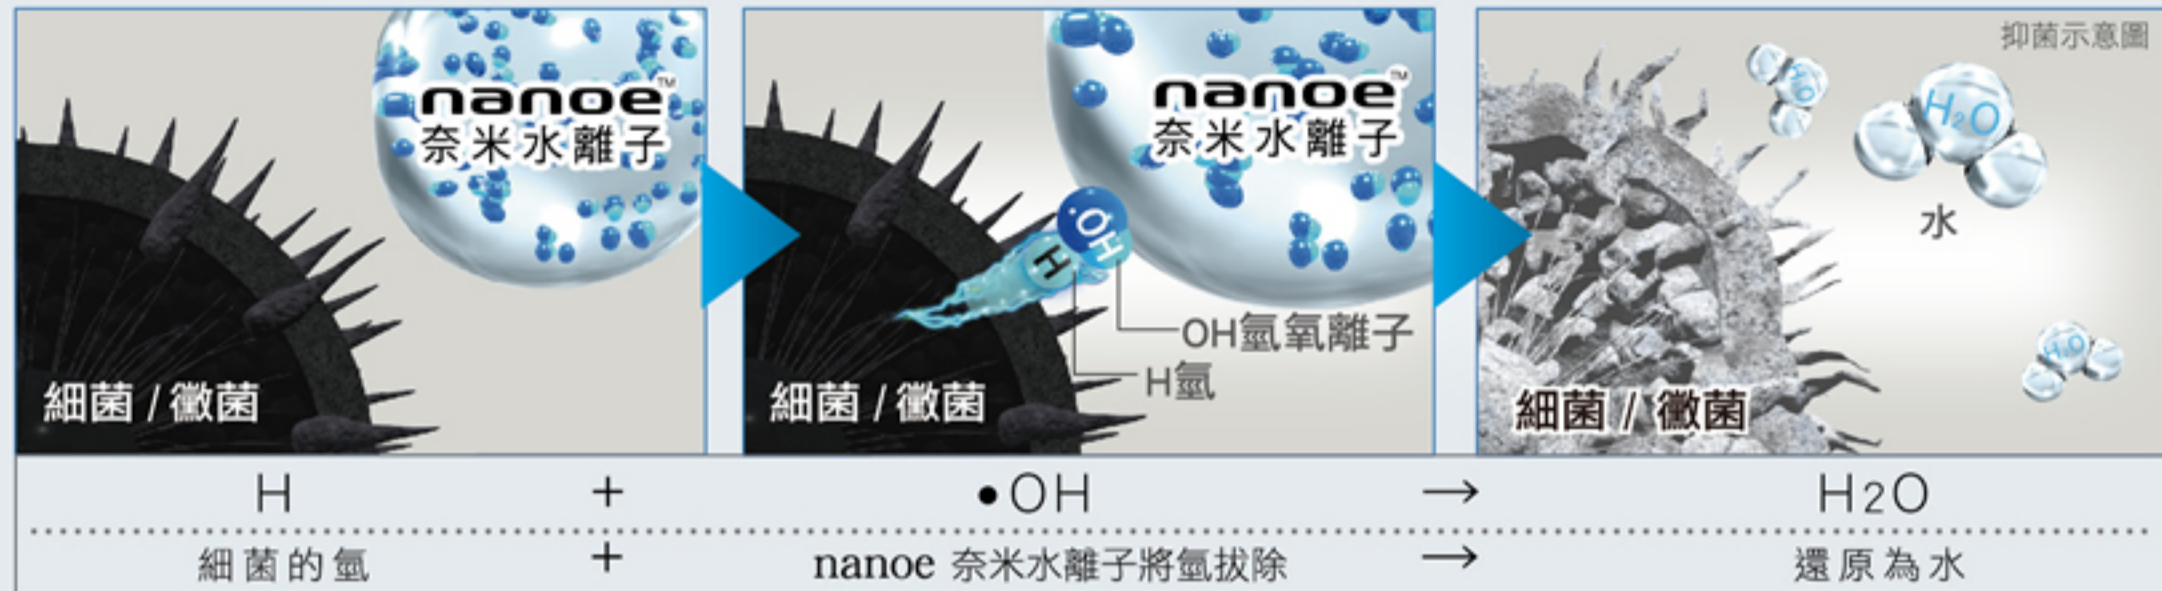 nanoe™
奈米水離子
細菌 / 黴菌
nanoe™
奈米水離子
•OH
H
OH氫氧離子
H氫
細菌 / 黴菌
抑菌示意圖
H2O
H2O
水
H2O
細菌 / 黴菌
H + •OH → H2O
細菌的氫 + nanoe 奈米水離子將氫拔除 → 還原為水